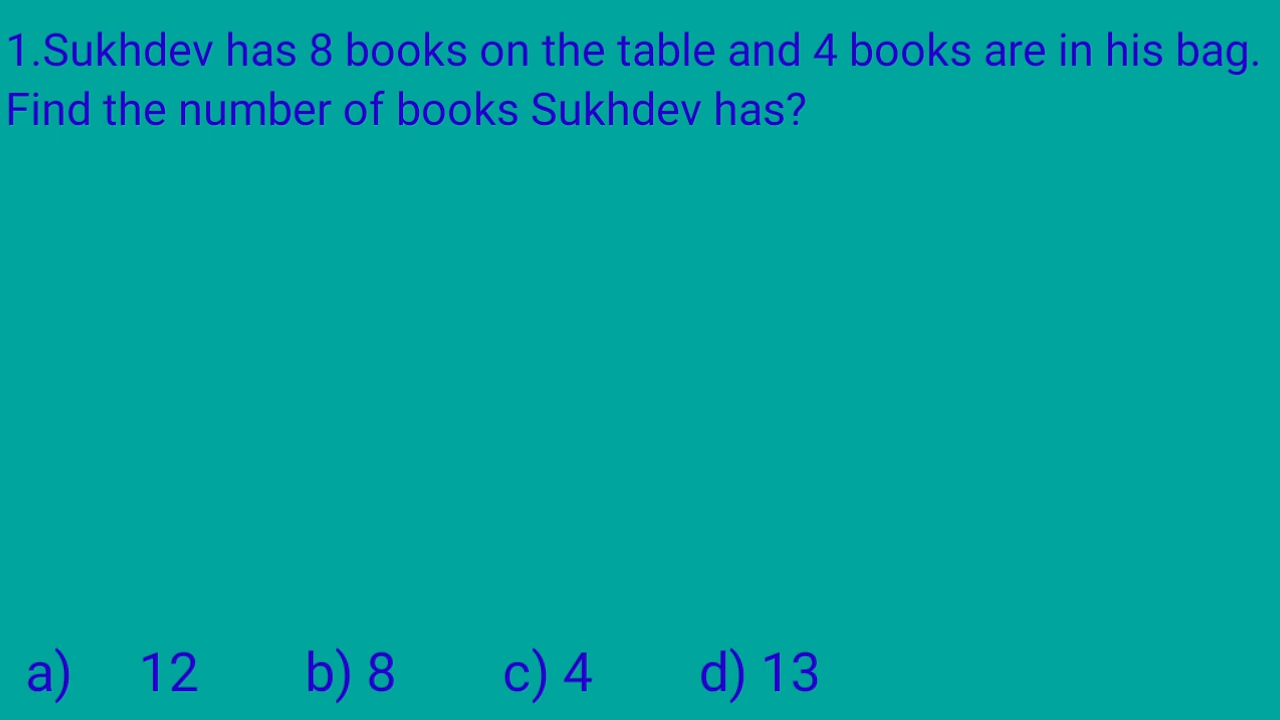 1.Sukhdev has 8 books on the table and 4 books are in his bag.
Find the number of books Sukhdev has?
a) 12 b) 8 c) 4 d) 13